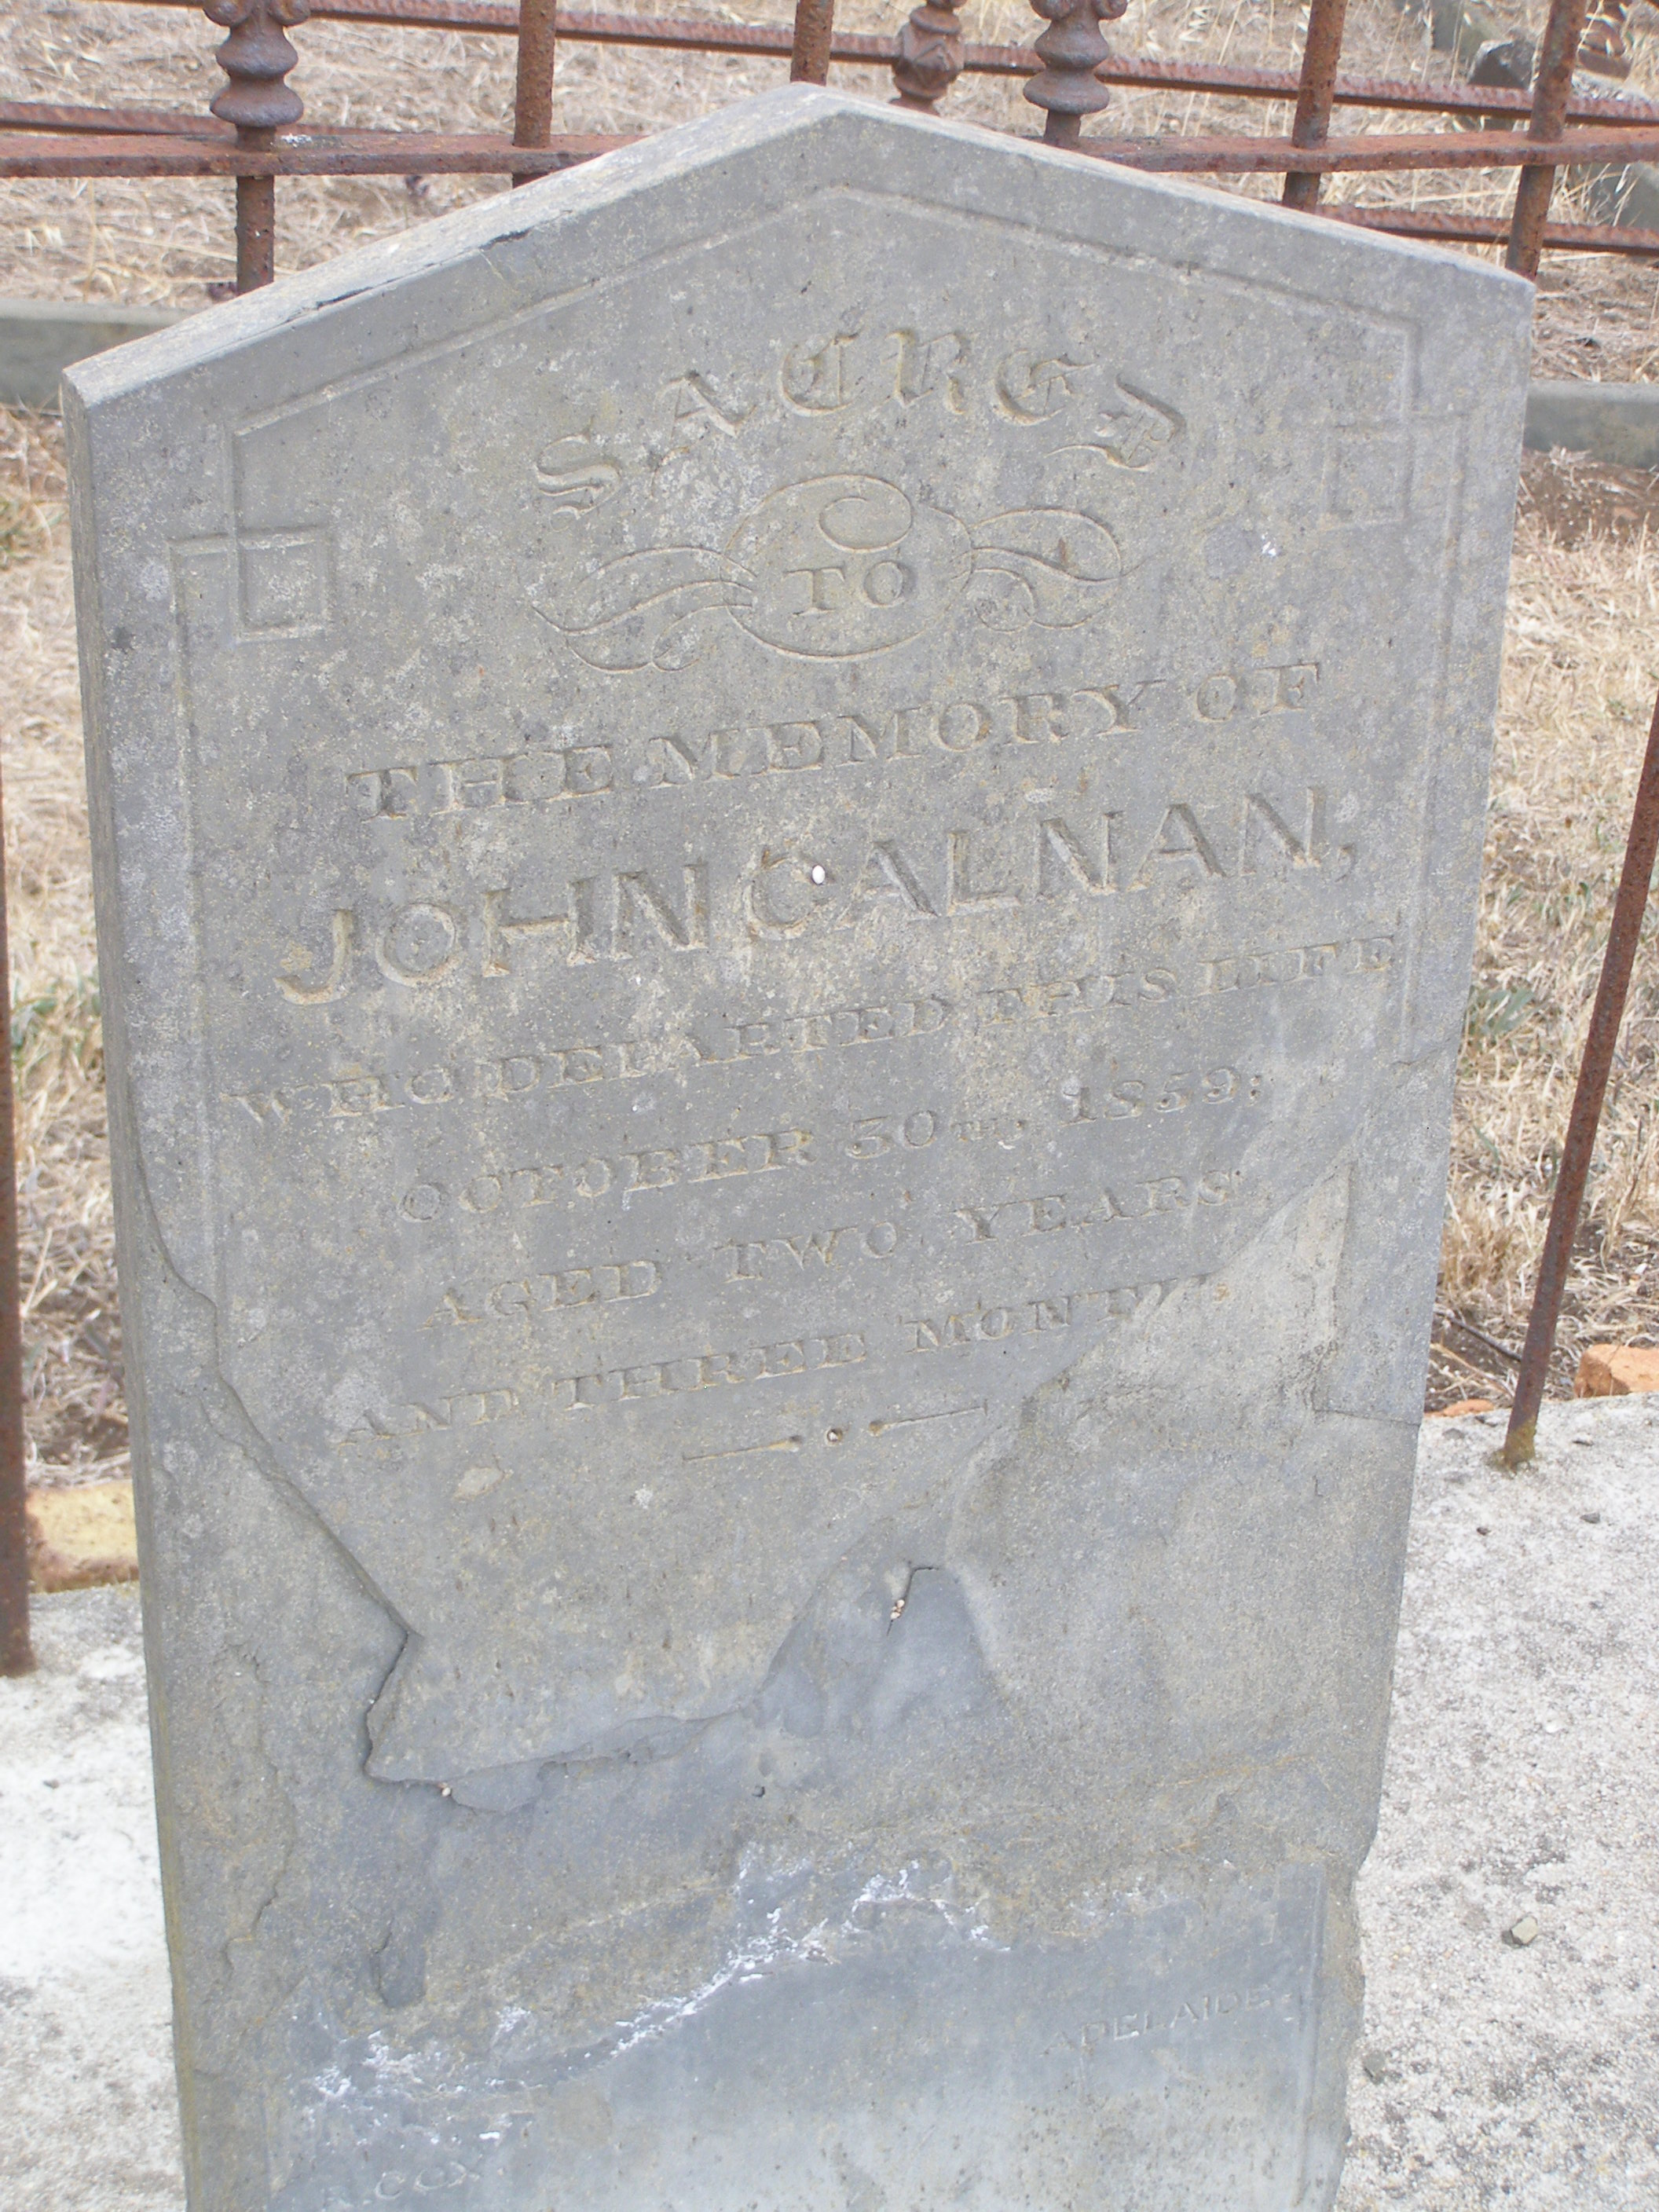 SACRED
TO
THE MEMORY OF
JOHN CALNAN,
WHO DEPARTED THIS LIFE
OCTOBER 30TH, 1859;
AGED TWO YEARS
AND THREE MONTHS.
ADELAIDE.
R. COX.